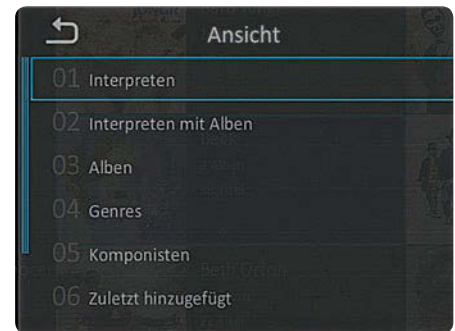 Ansicht
01 Interpreten
02 Interpreten mit Alben
03 Alben
04 Genres
05 Komponisten
06 Zuletzt hinzugefügt